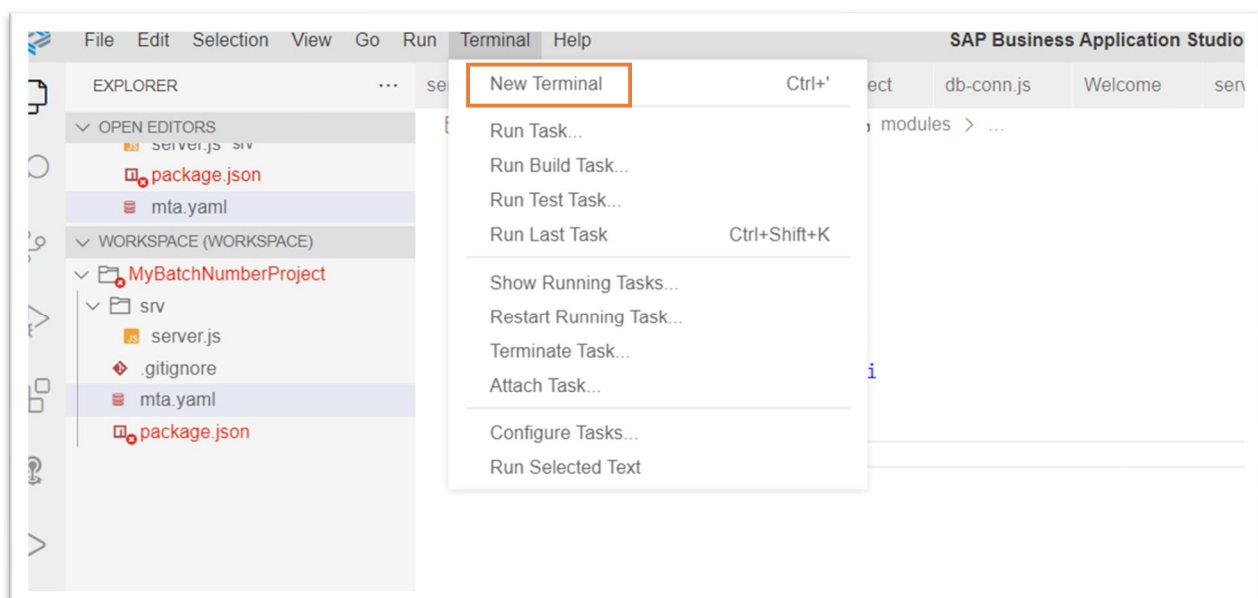 File Edit Selection View Go Run Terminal Help SAP Business Application Studio
EXPLORER ...
New Terminal Ctrl+'
db-conn.js Welcome
OPEN EDITORS
modules > ...
server.js srv
package.json
mta.yaml
WORKSPACE (WORKSPACE)
MyBatchNumberProject
srv
server.js
.gitignore
mta.yaml
package.json
Run Task...
Run Build Task...
Run Test Task...
Run Last Task Ctrl+Shift+K
Show Running Tasks...
Restart Running Task...
Terminate Task...
Attach Task...
Configure Tasks...
Run Selected Text